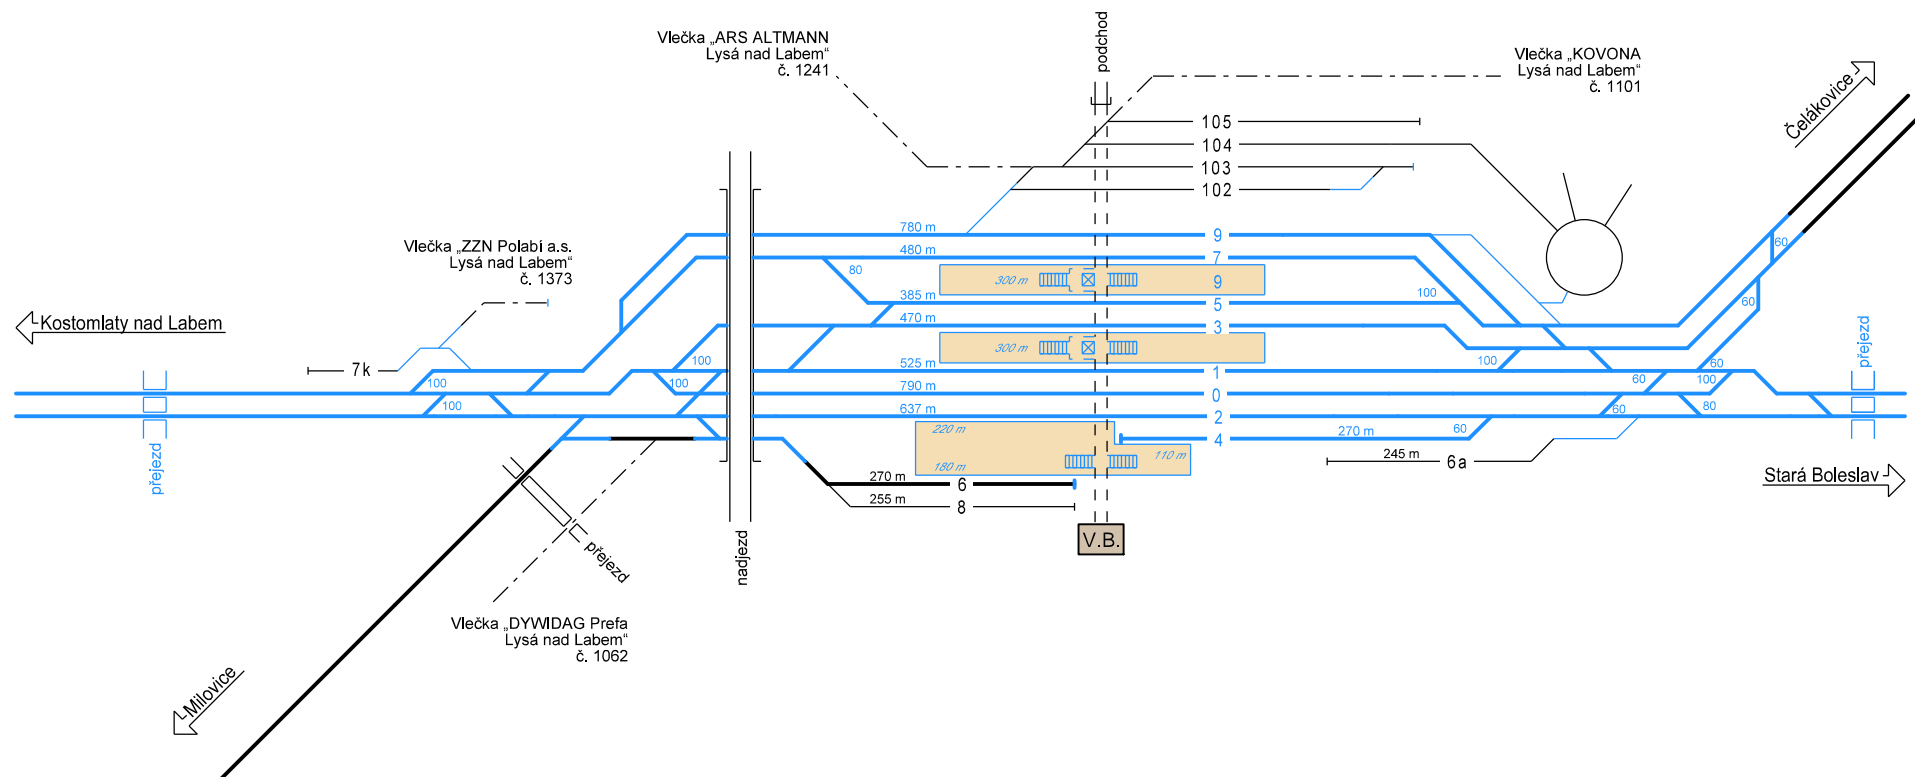 Vlečka „ARS ALTMANN
Lysá nad Labem“
č. 1241
podchod
Vlečka „KOVONA
Lysá nad Labem“
č. 1101
Čelákovice
105
104
103
102
Vlečka „ZZN Polabí a.s.
Lysá nad Labem“
č. 1373
780 m
9
480 m
7
60
80
300 m
9
385 m
5
100
60
Kostomlaty nad Labem
470 m
3
300 m
přejezd
7k
100
525 m
1
100
60
100
100
790 m
0
60
100
100
637 m
2
60
80
220 m
4
270 m
60
110 m
přejezd
180 m
245 m
6a
Stará Boleslav
270 m
6
255 m
8
V.B.
nadjezd
přejezd
Vlečka „DYWIDAG Prefa
Lysá nad Labem“
č. 1062
Milovice